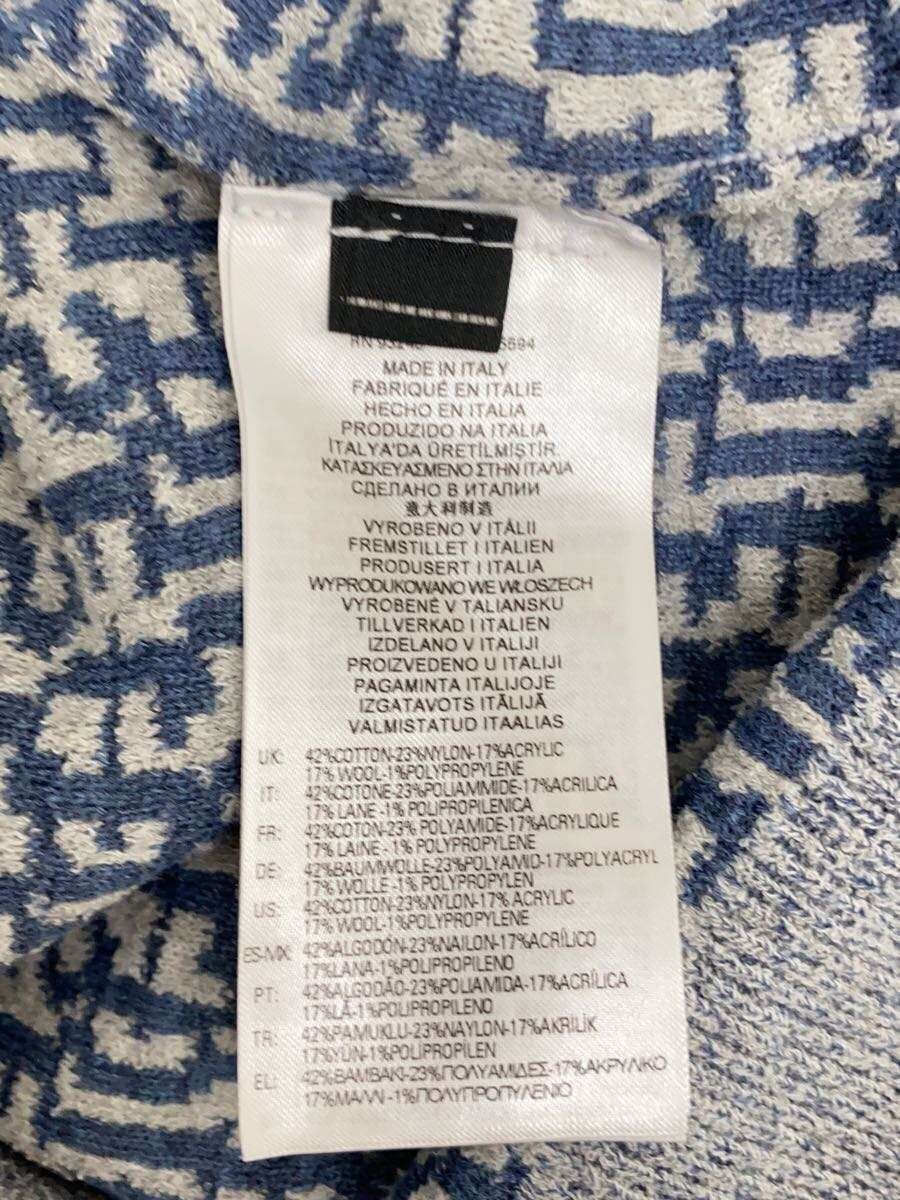 MADE IN ITALY
FABRIQUÉ EN ITALIE
HECHO EN ITALIA
PRODUZIDO NA ITALIA
İTALYA'DA ÜRETİLMİŞTİR
ΚΑΤΑΣΚΕΥΑΣΜΕΝΟ ΣΤΗΝ ΙΤΑΛΙΑ
СДЕЛАНО В ИТАЛИИ
意大利制造
VYROBENO V ITÁLII
FREMSTILLET I ITALIEN
PRODUSERT I ITALIA
WYPRODUKOWANO WE WŁOSZECH
VYROBENÉ V TALIANSKU
TILLVERKAD I ITALIEN
IZDELANO V ITALIJI
PROIZVEDENO U ITALIJI
PAGAMINTA ITALIJOJE
IZGATAVOTS ITĀLIJĀ
VALMISTATUD ITAALIAS
UK: 42%COTTON-23%NYLON-17%ACRYLIC
17%WOOL-1%POLYPROPYLENE
IT: 42%COTONE-23%POLIAMMIDE-17%ACRILICA
17%LANE-1%POLIPROPILENICA
FR: 42%COTON-23%POLYAMIDE-17%ACRYLIQUE
17%LAINE-1%POLYPROPYLENE
DE: 42%BAUMWOLLE-23%POLYAMID-17%POLYACRYL
17%WOLLE-1%POLYPROPYLEN
US: 42%COTTON-23%NYLON-17%ACRYLIC
17%WOOL-1%POLYPROPYLENE
ES-MX: 42%ALGODÓN-23%NAILON-17%ACRÍLICO
17%LANA-1%POLIPROPILENO
PT: 42%ALGODÃO-23%POLIAMIDA-17%ACRÍLICA
17%LÃ-1%POLIPROPILENO
TR: 42%PAMUKLU-23%NAYLON-17%AKRİLİK
17%YÜN-1%POLİPROPİLEN
EL: 42%ΒΑΜΒΑΚΙ-23%ΠΟΛΥΑΜΙΔΕΣ-17%ΑΚΡΥΛΙΚΟ
17%ΜΑΛΛΙ-1%ΠΟΛΥΠΡΟΠΥΛΕΝΙΟ